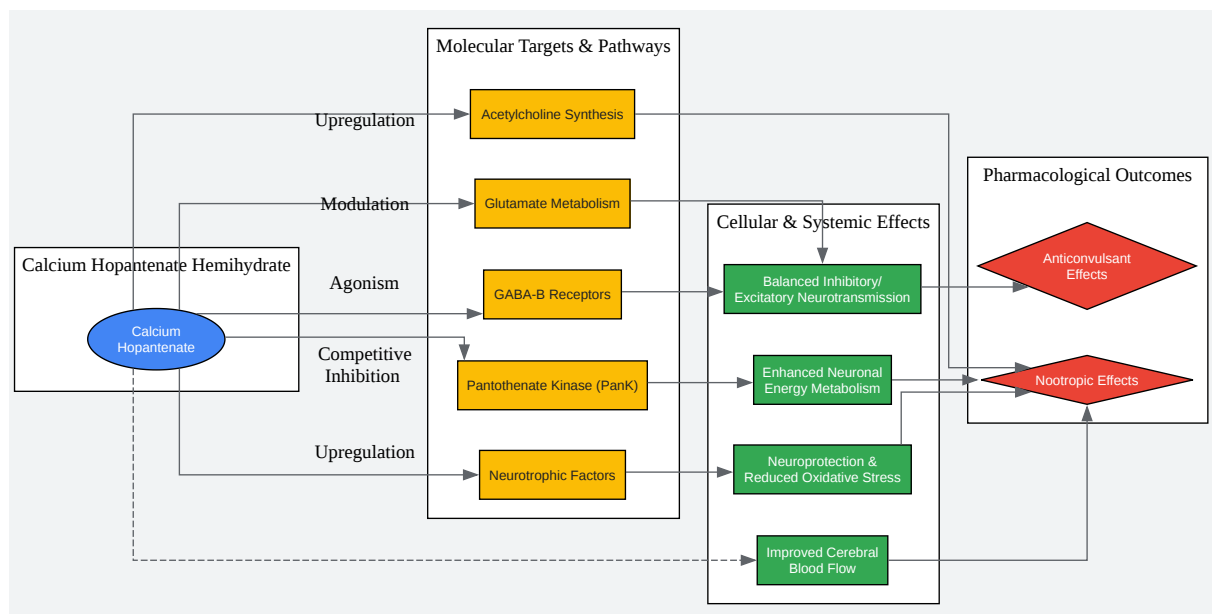 Molecular Targets & Pathways
Acetylcholine Synthesis
Upregulation
Pharmacological Outcomes
Glutamate Metabolism
Modulation
Cellular & Systemic Effects
Calcium Hopantenate Hemihydrate
Anticonvulsant
Effects
Agonism
GABA-B Receptors
Balanced Inhibitory/
Excitatory Neurotransmission
Calcium
Hopantenate
Competitive
Inhibition
Pantothenate Kinase (PanK)
Enhanced Neuronal
Energy Metabolism
Nootropic Effects
Upregulation
Neurotrophic Factors
Neuroprotection &
Reduced Oxidative Stress
Improved Cerebral
Blood Flow